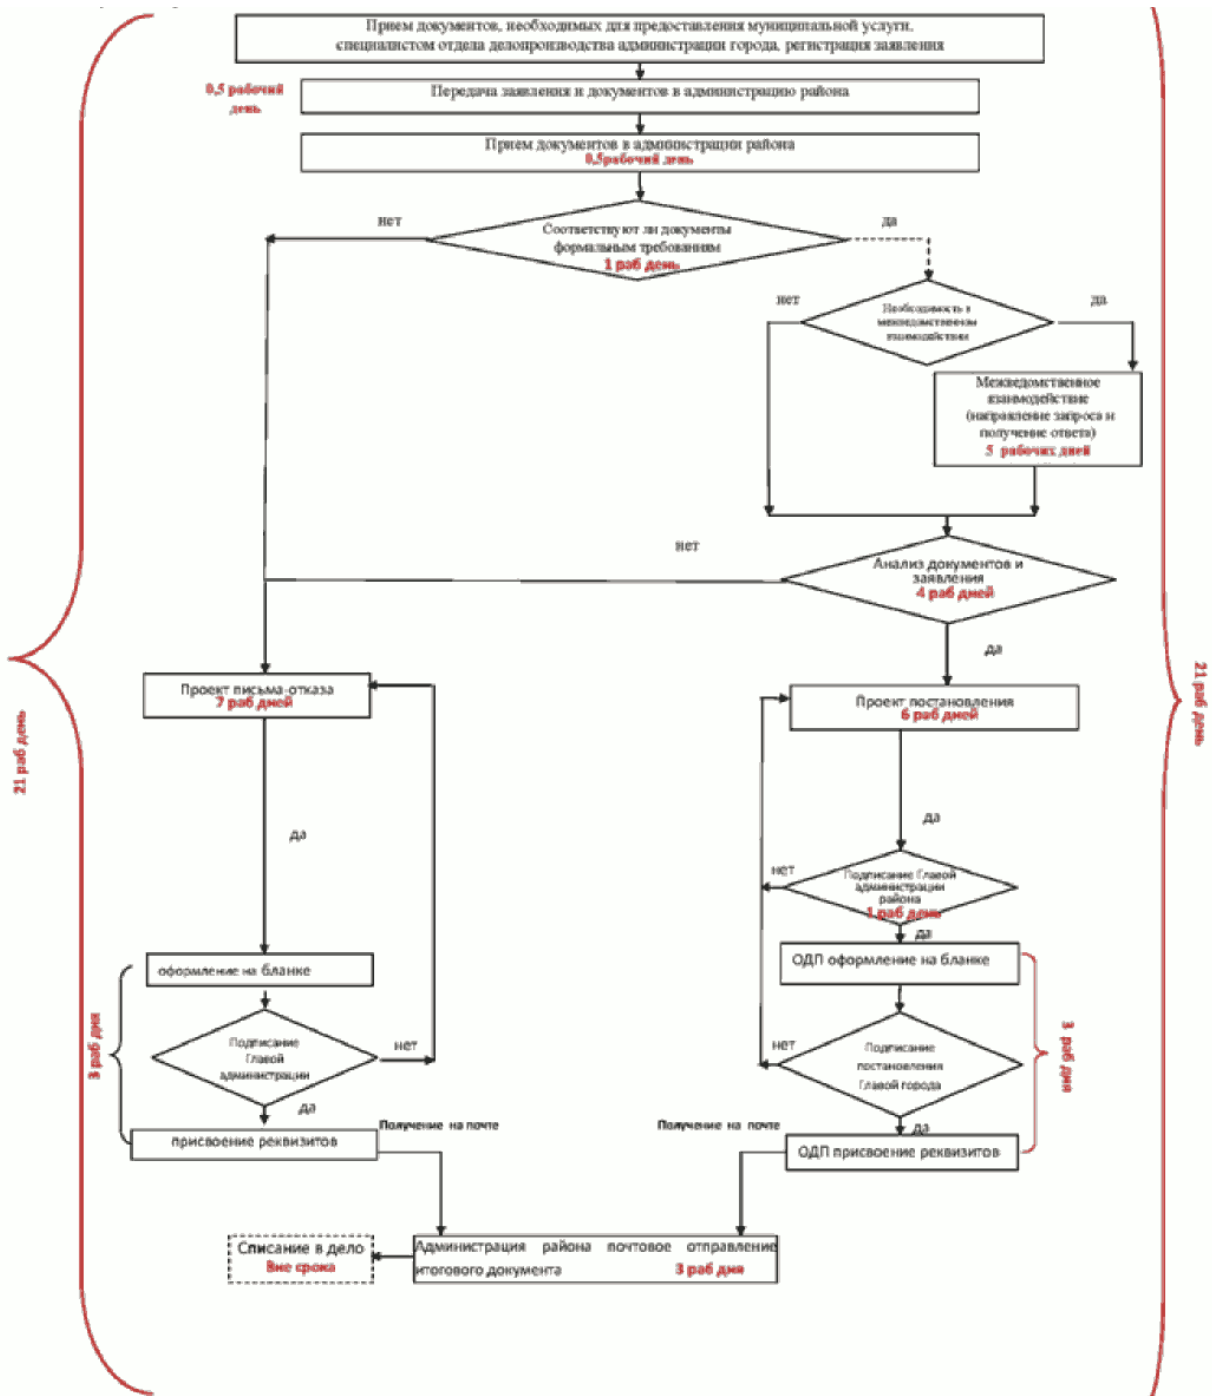 Прием документов, необходимых для предоставления муниципальной услуги,
специалистом отдела делопроизводства администрации города, регистрация заявления
0,5 рабочий
день
Передача заявления и документов в администрацию района
Прием документов в администрации района
0,5рабочий день
нет
да
Соответствуют ли документы
формальным требованиям
1 раб день
нет
да
Необходимость в
межведомственном
взаимодействии
Межведомственное
взаимодействие
(направление запроса и
получение ответа)
5 рабочих дней
нет
Анализ документов и
заявления
4 раб дней
да
21 раб день
21 раб день
Проект письма-отказа
7 раб дней
Проект постановления
6 раб дней
да
да
нет
Подписание Главой
администрации
района
1 раб день
да
оформление на бланке
ОДП оформление на бланке
3 раб дня
3 раб дня
Подписание
Главой
администрации
нет
нет
Подписание
постановления
Главой города
да
да
присвоение реквизитов
Получение на почте
Получение на почте
ОДП присвоение реквизитов
Списание в дело
Вне срока
Администрация района почтовое отправление
итогового документа 3 раб дня